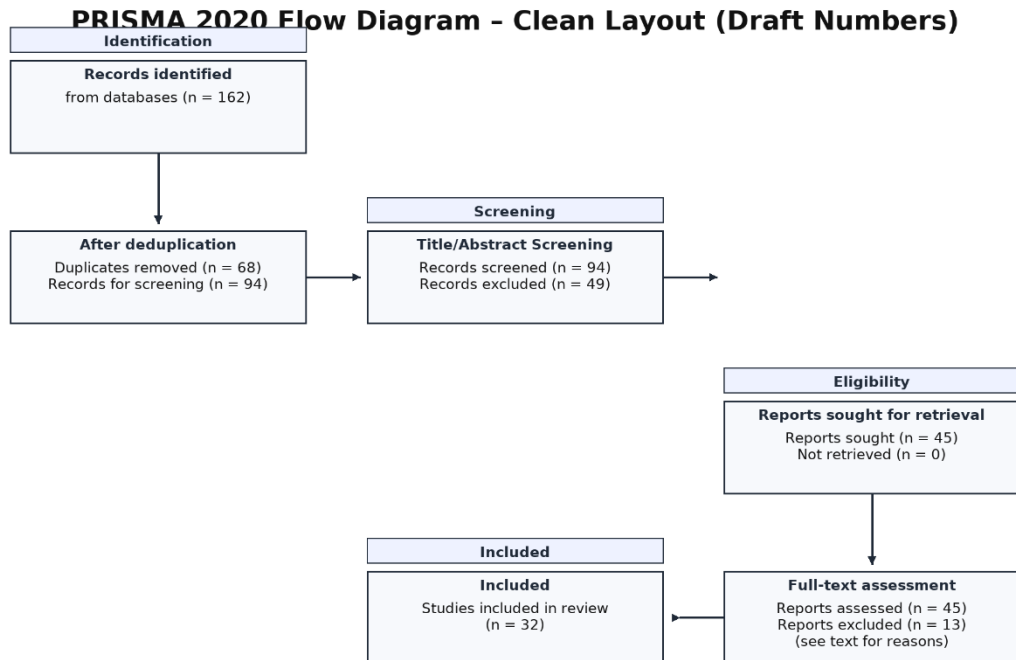 PRISMA 2020 Flow Diagram – Clean Layout (Draft Numbers)
Identification
Records identified
from databases (n = 162)
After deduplication
Duplicates removed (n = 68)
Records for screening (n = 94)
Screening
Title/Abstract Screening
Records screened (n = 94)
Records excluded (n = 49)
Eligibility
Reports sought for retrieval
Reports sought (n = 45)
Not retrieved (n = 0)
Full-text assessment
Reports assessed (n = 45)
Reports excluded (n = 13)
(see text for reasons)
Included
Included
Studies included in review
(n = 32)